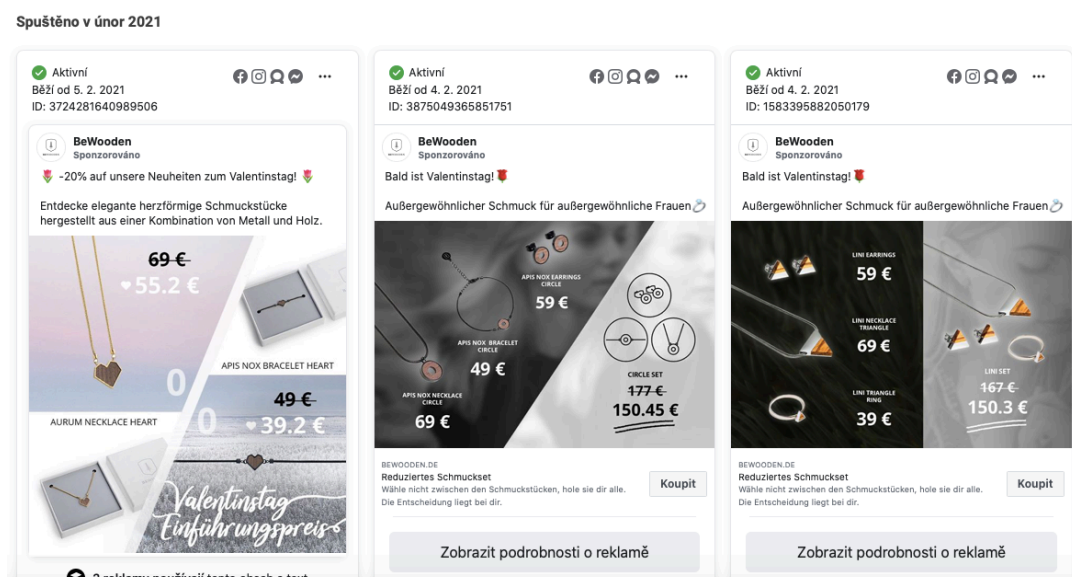 Spuštěno v únor 2021
Aktivní
Běží od 5. 2. 2021
ID: 3724281640989506
BeWooden
Sponzorováno
🌷 -20% auf unsere Neuheiten zum Valentinstag! 🌷
Entdecke elegante herzförmige Schmuckstücke
hergestellt aus einer Kombination von Metall und Holz.
69 €
55.2 €
APIS NOX BRACELET HEART
AURUM NECKLACE HEART
49 €
39.2 €
Valentinstag
Einführungspreis
2 reklamy používají tento obsah a text
Aktivní
Běží od 4. 2. 2021
ID: 3875049365851751
BeWooden
Sponzorováno
Bald ist Valentinstag!🌹
Außergewöhnlicher Schmuck für außergewöhnliche Frauen💍
APIS NOX EARRINGS
CIRCLE
59 €
APIS NOX BRACELET
CIRCLE
49 €
APIS NOX NECKLACE
CIRCLE
69 €
CIRCLE SET
177 €
150.45 €
BEWOODEN.DE
Reduziertes Schmuckset
Wähle nicht zwischen den Schmuckstücken, hole sie dir alle.
Die Entscheidung liegt bei dir.
Koupit
Zobrazit podrobnosti o reklamě
Aktivní
Běží od 4. 2. 2021
ID: 1583395882050179
BeWooden
Sponzorováno
Bald ist Valentinstag!🌹
Außergewöhnlicher Schmuck für außergewöhnliche Frauen💍
LINI EARRINGS
59 €
LINI NECKLACE
TRIANGLE
69 €
LINI TRIANGLE
RING
39 €
LINI SET
167 €
150.3 €
BEWOODEN.DE
Reduziertes Schmuckset
Wähle nicht zwischen den Schmuckstücken, hole sie dir alle.
Die Entscheidung liegt bei dir.
Koupit
Zobrazit podrobnosti o reklamě